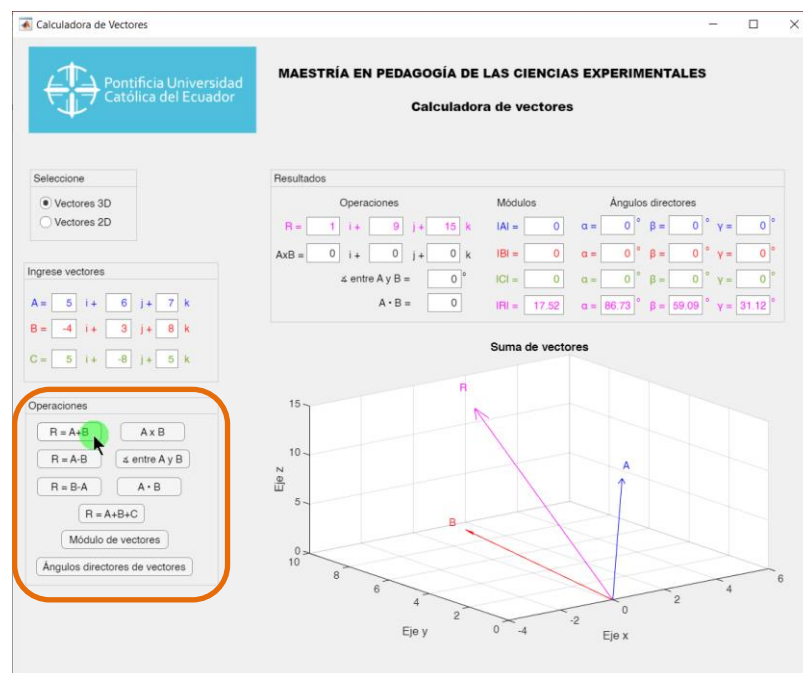 Calculadora de Vectores
Pontificia Universidad
Católica del Ecuador
MAESTRÍA EN PEDAGOGÍA DE LAS CIENCIAS EXPERIMENTALES
Calculadora de vectores
Seleccione
Vectores 3D
Vectores 2D
Ingrese vectores
A = 5 i + 6 j + 7 k
B = -4 i + 3 j + 8 k
C = 5 i + -8 j + 5 k
Operaciones
R = A+B A x B
R = A-B ∡ entre A y B
R = B-A A • B
R = A+B+C
Módulo de vectores
Ángulos directores de vectores
Resultados
Operaciones Módulos Ángulos directores
R = 1 i + 9 j + 15 k IAI = 0 α = 0 ° β = 0 ° γ = 0 °
AxB = 0 i + 0 j + 0 k IBI = 0 α = 0 ° β = 0 ° γ = 0 °
∡ entre A y B = 0 ° ICI = 0 α = 0 ° β = 0 ° γ = 0 °
A • B = 0 IRI = 17.52 α = 86.73 ° β = 59.09 ° γ = 31.12 °
Suma de vectores
R
A
B
Eje z
15
10
5
0
10
8
6
4
2
0
Eje y
-4
-2
0
2
4
6
Eje x